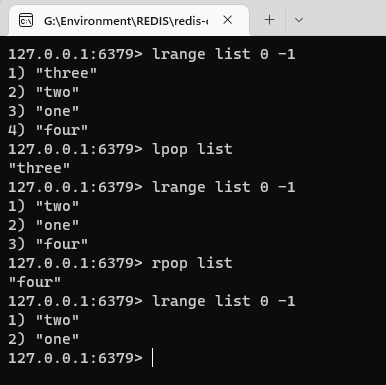 G:\Environment\REDIS\redis-c
127.0.0.1:6379> lrange list 0 -1
1) "three"
2) "two"
3) "one"
4) "four"
127.0.0.1:6379> lpop list
"three"
127.0.0.1:6379> lrange list 0 -1
1) "two"
2) "one"
3) "four"
127.0.0.1:6379> rpop list
"four"
127.0.0.1:6379> lrange list 0 -1
1) "two"
2) "one"
127.0.0.1:6379>